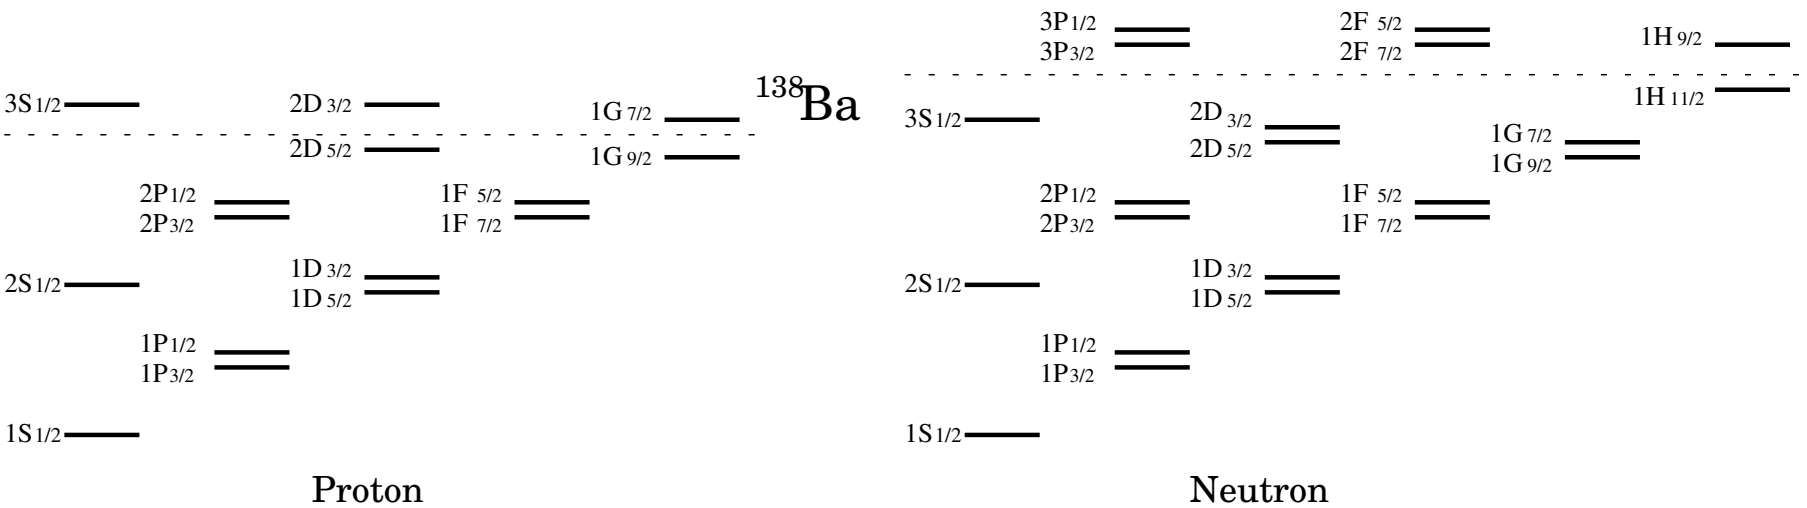 3P1/2 2F 5/2
3P3/2 2F 7/2 1H 9/2
138Ba
3S1/2 2D 3/2 1G 7/2 3S1/2 2D 3/2 1H 11/2
2D 5/2 1G 9/2 2D 5/2 1G 7/2
1G 9/2
2P1/2 1F 5/2 2P1/2 1F 5/2
2P3/2 1F 7/2 2P3/2 1F 7/2
2S1/2 1D 3/2 2S1/2 1D 3/2
1D 5/2 1D 5/2
1P1/2 1P1/2
1P3/2 1P3/2
1S1/2 1S1/2
Proton Neutron